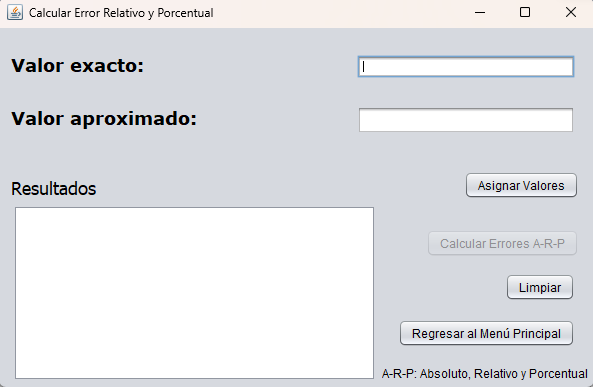 Calcular Error Relativo y Porcentual
Valor exacto:
Valor aproximado:
Asignar Valores
Resultados
Calcular Errores A-R-P
Limpiar
Regresar al Menú Principal
A-R-P: Absoluto, Relativo y Porcentual